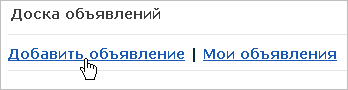 Доска объявлений
Добавить объявление | Мои объявления